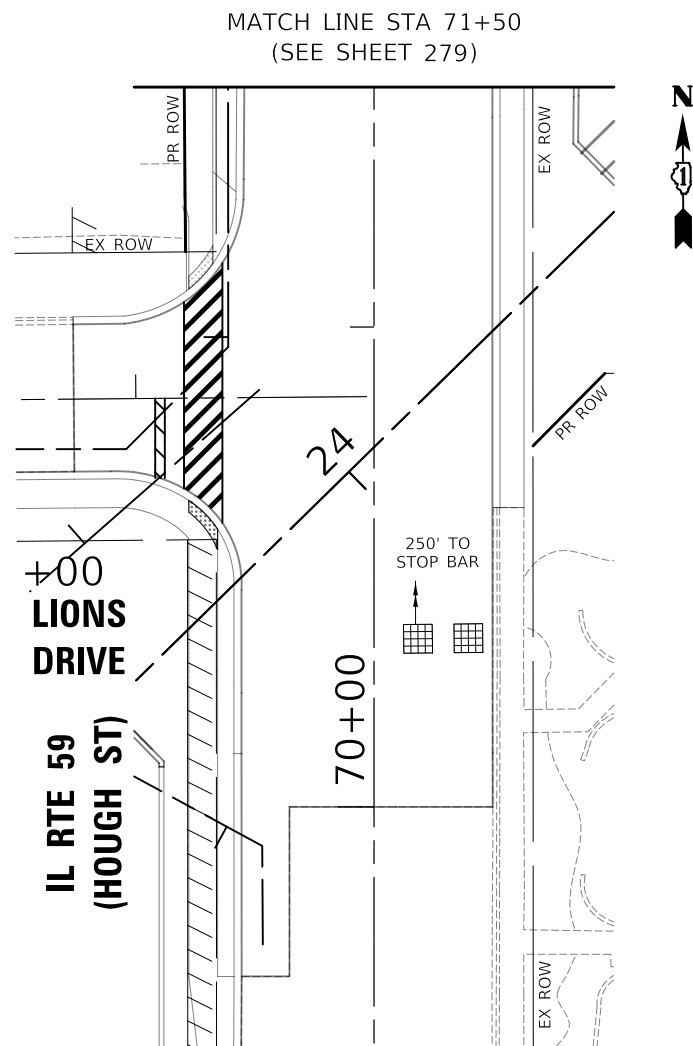 MATCH LINE STA 71+50
(SEE SHEET 279)
N
1
PR ROW
EX ROW
EX ROW
PR ROW
24
250' TO
STOP BAR
+00
LIONS
DRIVE
70+00
IL RTE 59
(HOUGH ST)
EX ROW